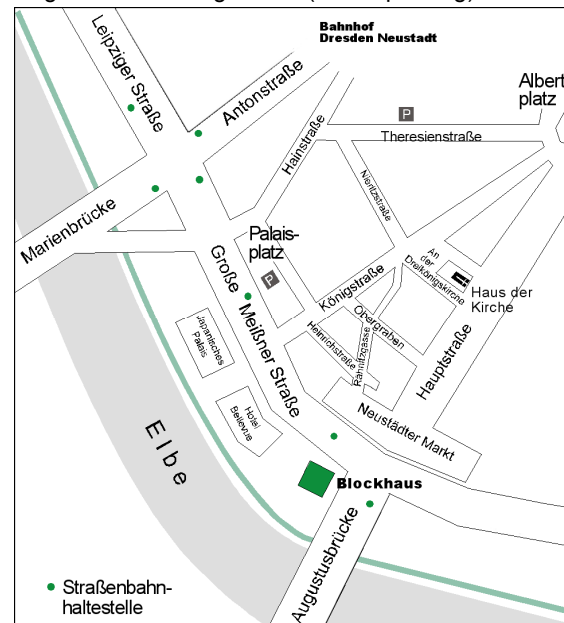 Bahnhof
Dresden Neustadt
Leipziger Straße
Antonstraße
Albert
platz
P
Theresienstraße
Hainstraße
Nieritzstraße
Marienbrücke
Palais-
platz
P
An
der
Dreikönigskirche
Haus der
Kirche
Königstraße
Große Meißner Straße
Obergraben
Heinrichstraße
Rähnitzgasse
Hauptstraße
Japanisches
Palais
Hotel
Bellevue
Neustädter Markt
Elbe
Blockhaus
Augustusbrücke
Straßenbahn-
haltestelle